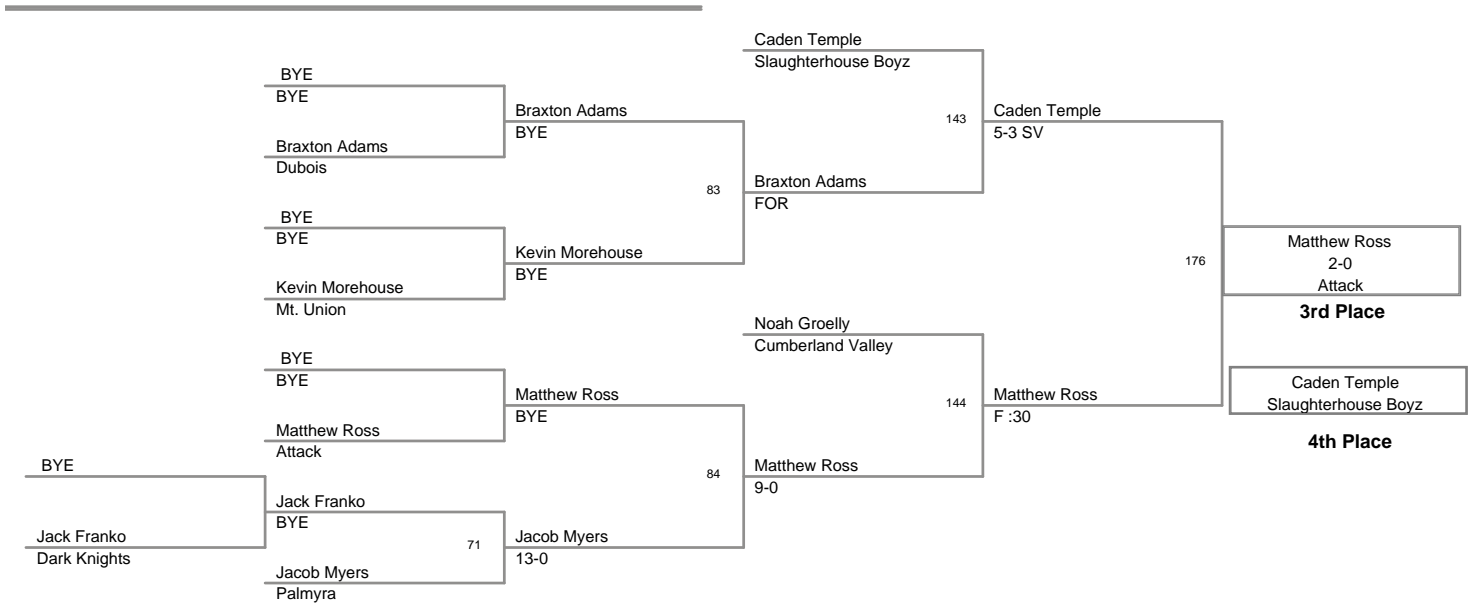 Caden Temple
Slaughterhouse Boyz
BYE
BYE
Braxton Adams
BYE
143
Caden Temple
5-3 SV
Braxton Adams
Dubois
83
Braxton Adams
FOR
BYE
BYE
Kevin Morehouse
BYE
176
Matthew Ross
2-0
Attack
3rd Place
Kevin Morehouse
Mt. Union
Noah Groelly
Cumberland Valley
BYE
BYE
Matthew Ross
BYE
144
Matthew Ross
F :30
Caden Temple
Slaughterhouse Boyz
4th Place
Matthew Ross
Attack
BYE
84
Matthew Ross
9-0
Jack Franko
BYE
Jack Franko
Dark Knights
71
Jacob Myers
13-0
Jacob Myers
Palmyra